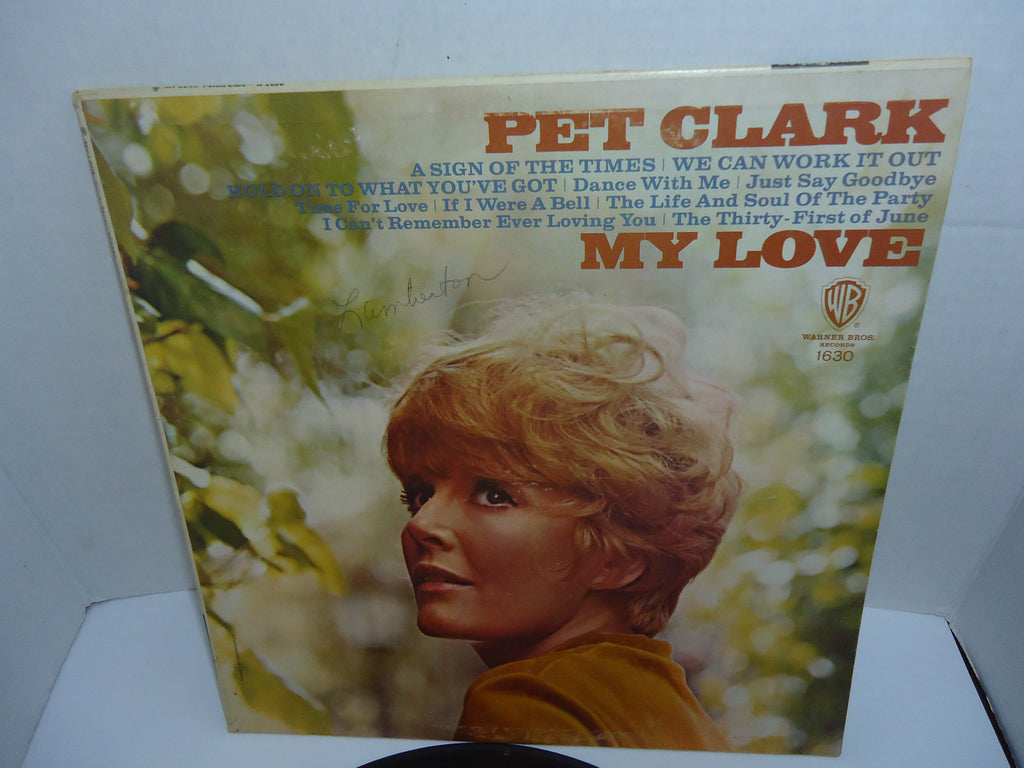 PET CLARK
A SIGN OF THE TIMES | WE CAN WORK IT OUT
HOLD ON TO WHAT YOU'VE GOT | Dance With Me | Just Say Goodbye
Time For Love | If I Were A Bell | The Life And Soul Of The Party
I Can't Remember Ever Loving You | The Thirty-First of June
MY LOVE
Lamberton
WB
®
WARNER BROS.
RECORDS
1630